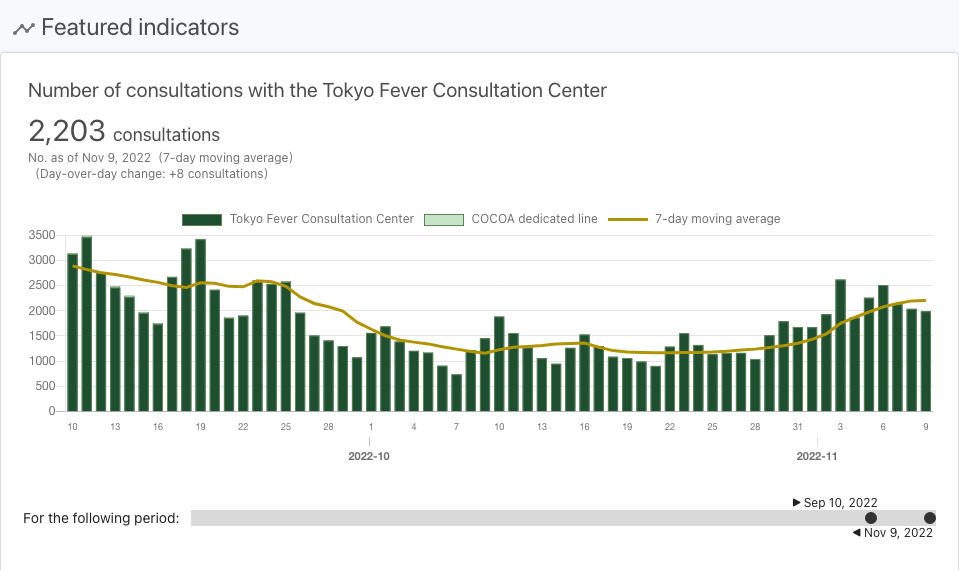 Featured indicators
Number of consultations with the Tokyo Fever Consultation Center
2,203 consultations
No. as of Nov 9, 2022 (7-day moving average)
(Day-over-day change: +8 consultations)
Tokyo Fever Consultation Center COCOA dedicated line 7-day moving average
3500
3000
2500
2000
1500
1000
500
0
10 13 16 19 22 25 28 1 4 7 10 13 16 19 22 25 28 31 3 6 9
2022-10 2022-11
▶ Sep 10, 2022
For the following period:
◀ Nov 9, 2022